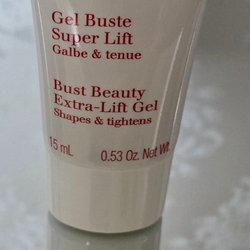 Gel Buste
Super Lift
Galbe & tenue
Bust Beauty
Extra-Lift Gel
Shapes & tightens
15 mL 0.53 Oz. Net Wt.